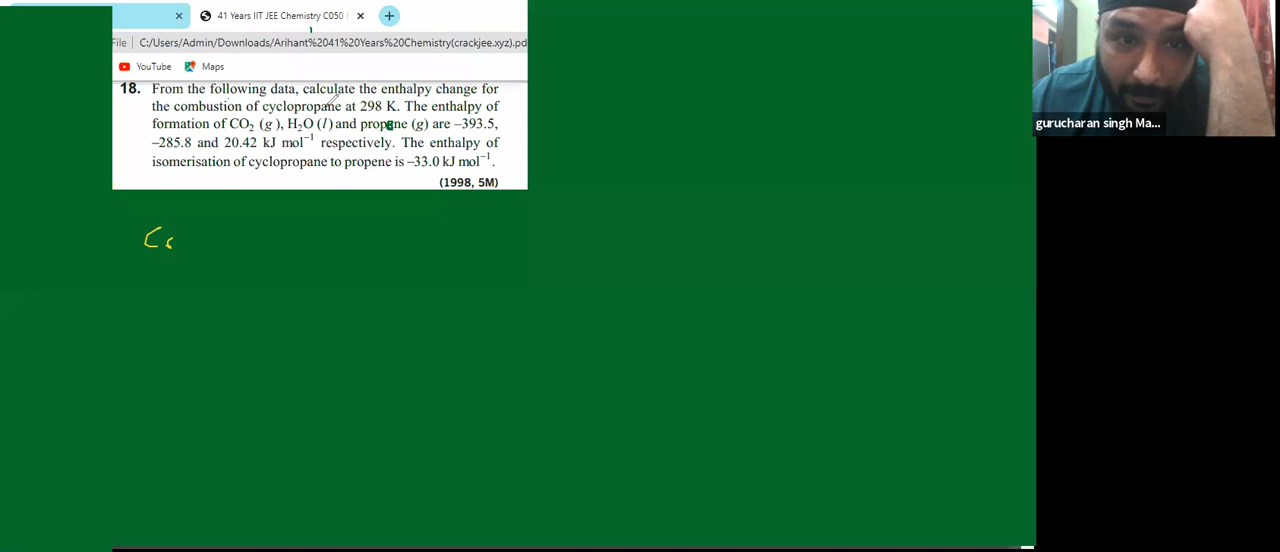 41 Years IIT JEE Chemistry C050
File | C:/Users/Admin/Downloads/Arihant%2041%20Years%20Chemistry(crackjee.xyz).pd
YouTube Maps
18. From the following data, calculate the enthalpy change for
the combustion of cyclopropane at 298 K. The enthalpy of
formation of CO₂ (g), H₂O (l) and propene (g) are –393.5,
–285.8 and 20.42 kJ mol⁻¹ respectively. The enthalpy of
isomerisation of cyclopropane to propene is –33.0 kJ mol⁻¹.
(1998, 5M)
gurucharan singh Ma...